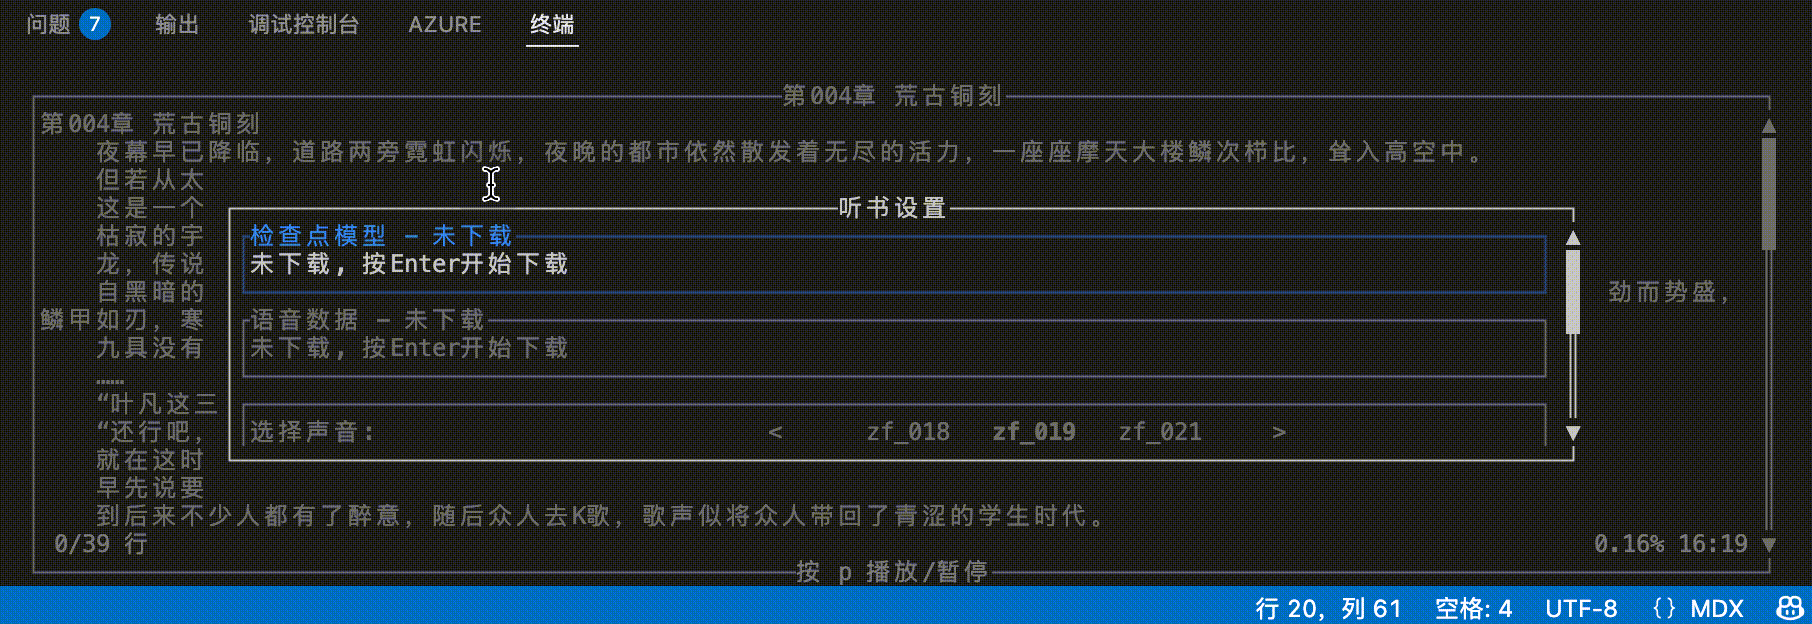 问题 7 输出 调试控制台 AZURE 终端
第004章 荒古铜刻
第004章 荒古铜刻
夜幕早已降临，道路两旁霓虹闪烁，夜晚的都市依然散发着无尽的活力，一座座摩天大楼鳞次栉比，耸入高空中。
但若从太
这是一个
听书设置
枯寂的宇
检查点模型 - 未下载
龙，传说
未下载，按Enter开始下载
自黑暗的
劲而势盛，
鳞甲如刃，寒
语音数据 - 未下载
九具没有
未下载，按Enter开始下载
……
“叶凡这三
“还行吧，
选择声音: < zf_018 zf_019 zf_021 >
就在这时
早先说要
到后来不少人都有了醉意，随后众人去K歌，歌声似将众人带回了青涩的学生时代。
0/39 行
0.16% 16:19
按 p 播放/暂停
行 20，列 61 空格: 4 UTF-8 {} MDX